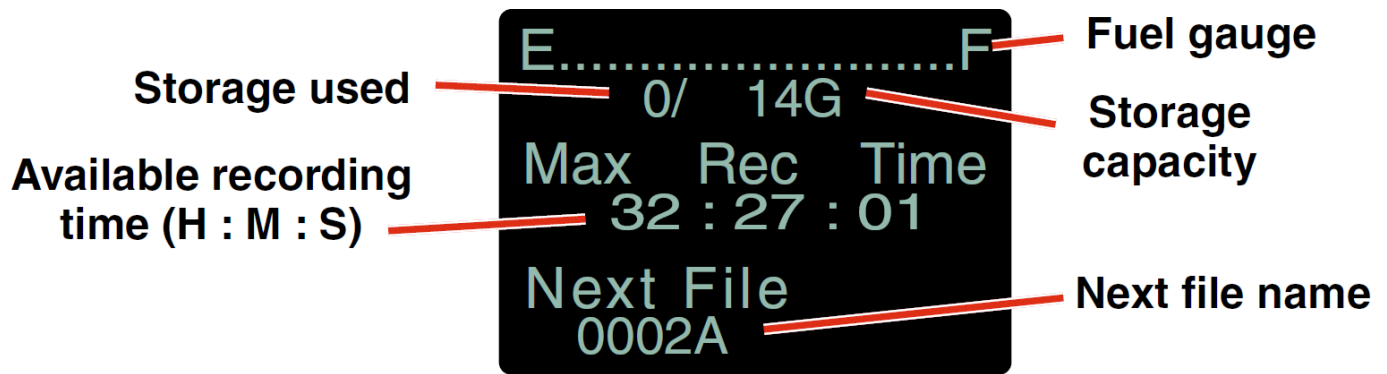 E.........................F
Fuel gauge
Storage used
0/ 14G
Storage
capacity
Max Rec Time
Available recording
time (H : M : S)
32 : 27 : 01
Next File
0002A
Next file name